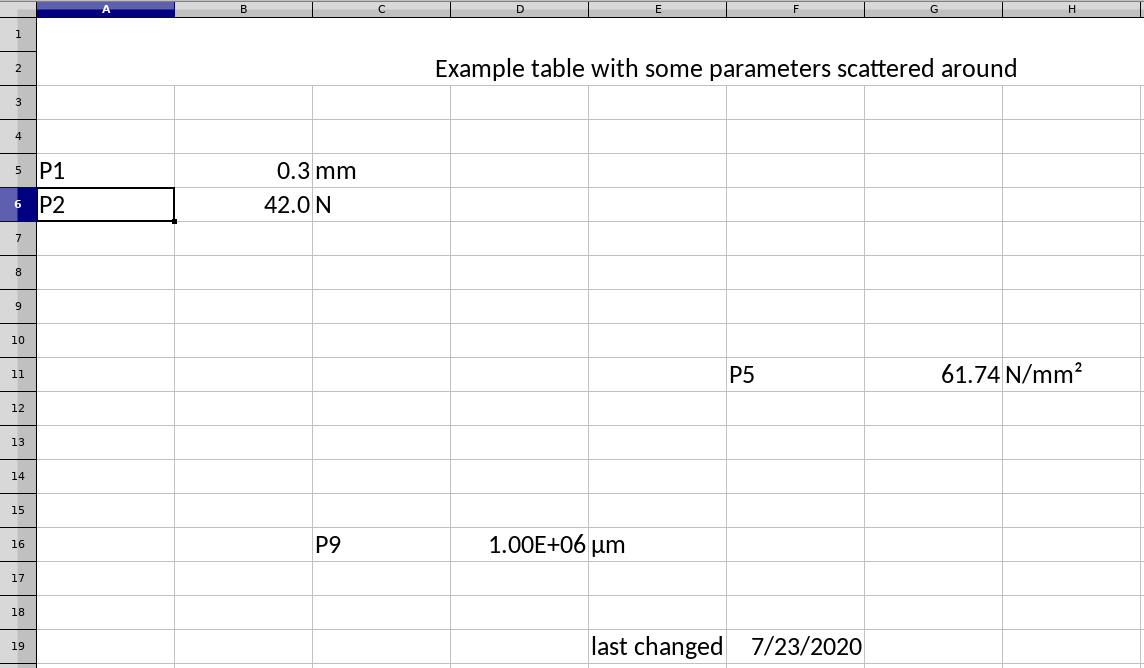 A B C D E F G H
1
2 Example table with some parameters scattered around
3
4
5 P1 0.3 mm
6 P2 42.0 N
7
8
9
10
11 P5 61.74 N/mm²
12
13
14
15
16 P9 1.00E+06 µm
17
18
19 last changed 7/23/2020